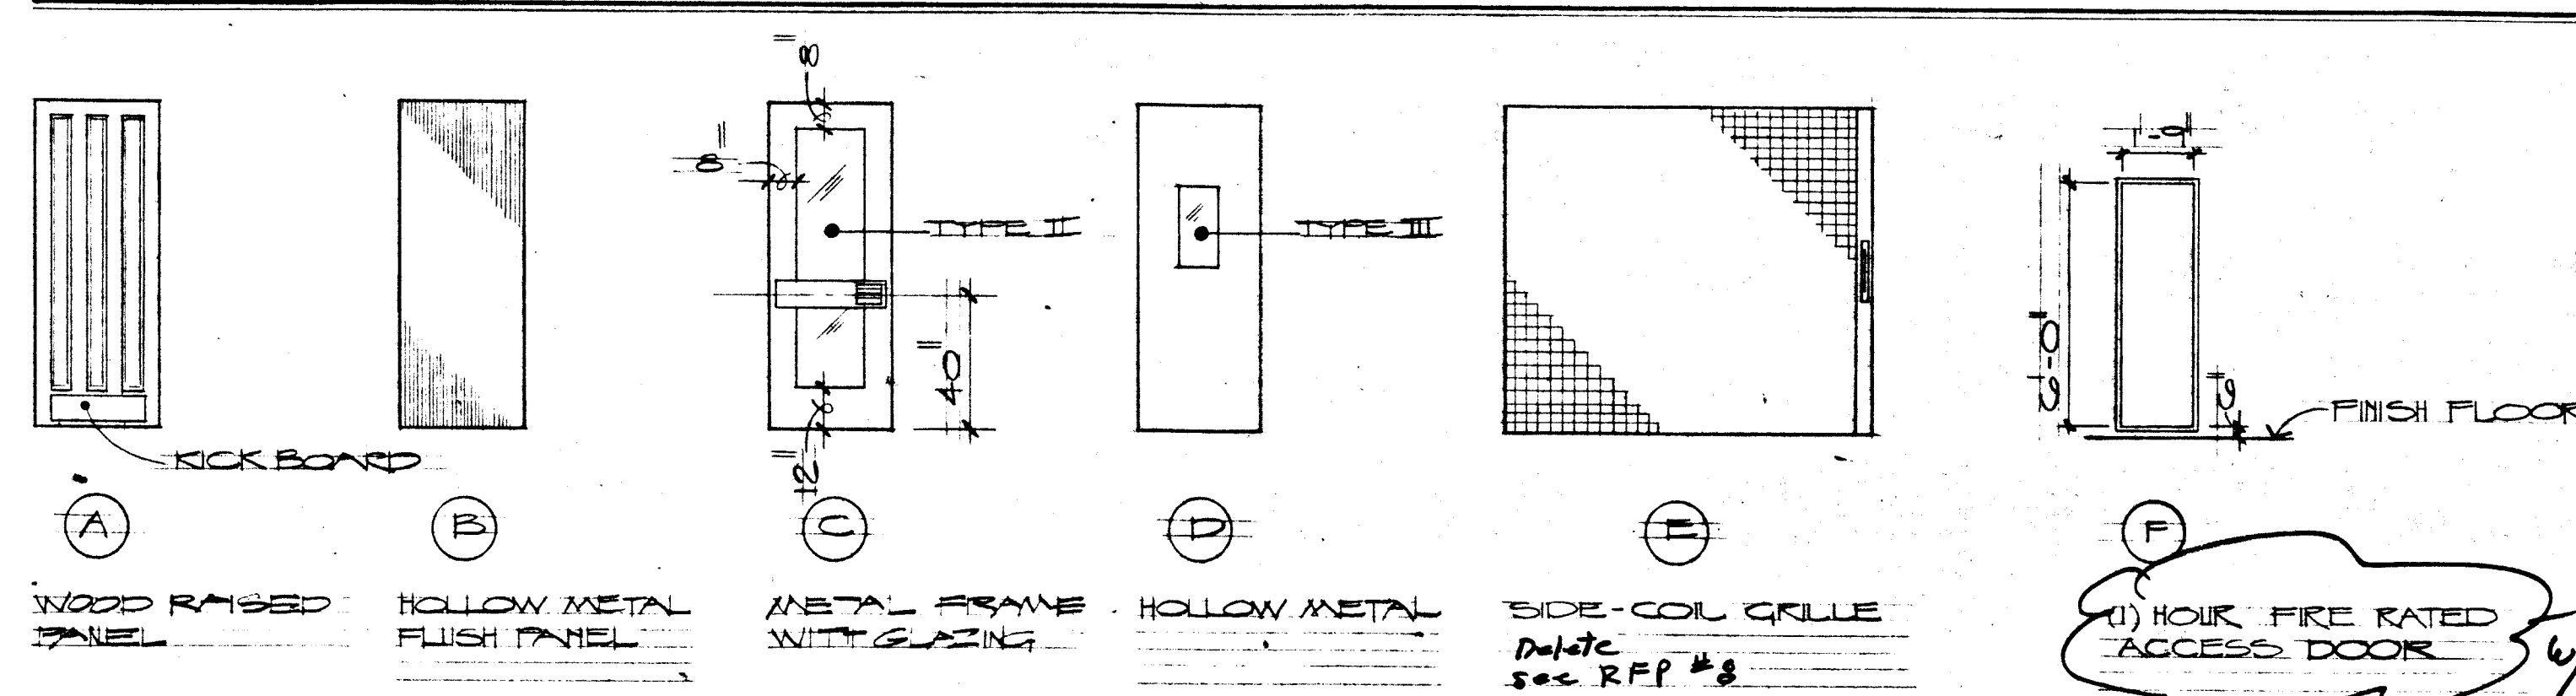 8"
8"
TYPE II
TYPE III
1'-9"
40"
6'-0"
6"
FINISH FLOOR
KICK BOARD
12"
A
B
C
D
E
F
WOOD RAISED
PANEL
HOLLOW METAL
FLUSH PANEL
METAL FRAME
WITH GLAZING
HOLLOW METAL
SIDE-COIL GRILLE
Delete
see RFP #8
(1) HOUR FIRE RATED
ACCESS DOOR